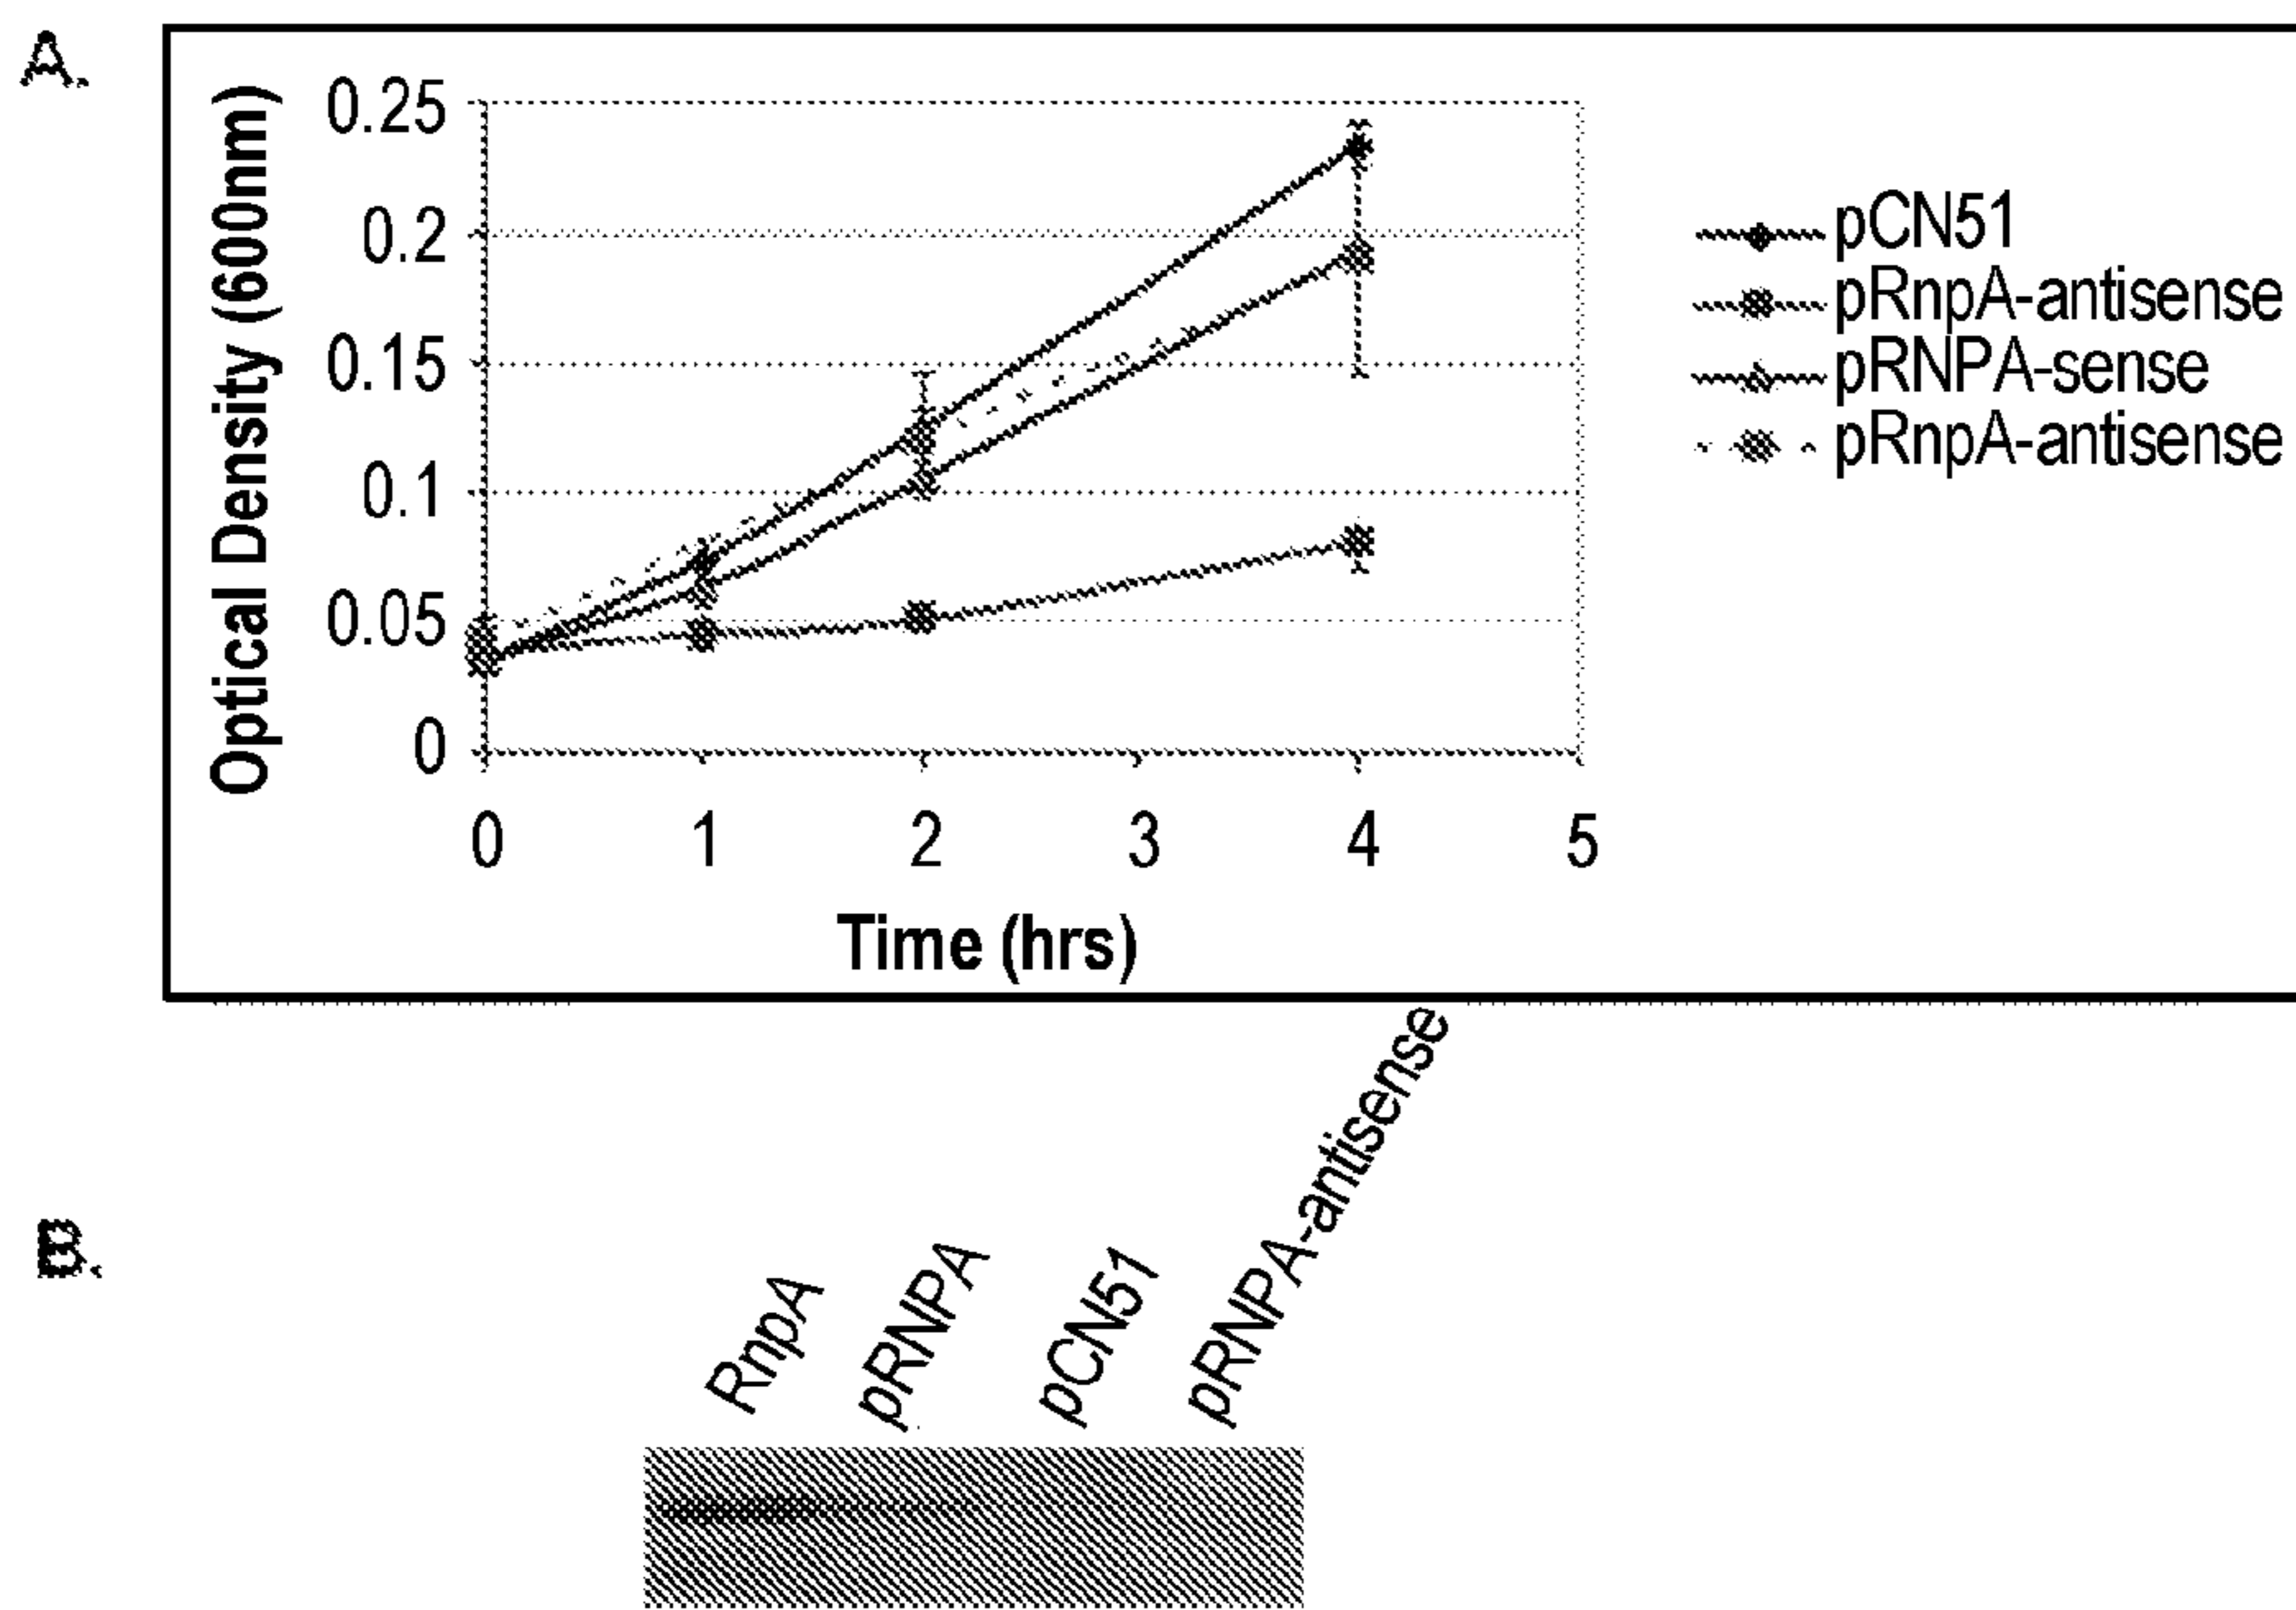 A.
Optical Density (600nm)
0.25
0.2
0.15
0.1
0.05
0
0 1 2 3 4 5
Time (hrs)
pCN51
pRnpA-antisense
pRNPA-sense
pRnpA-antisense
B.
RnpA
pRNPA
pCN51
pRNPA-antisense